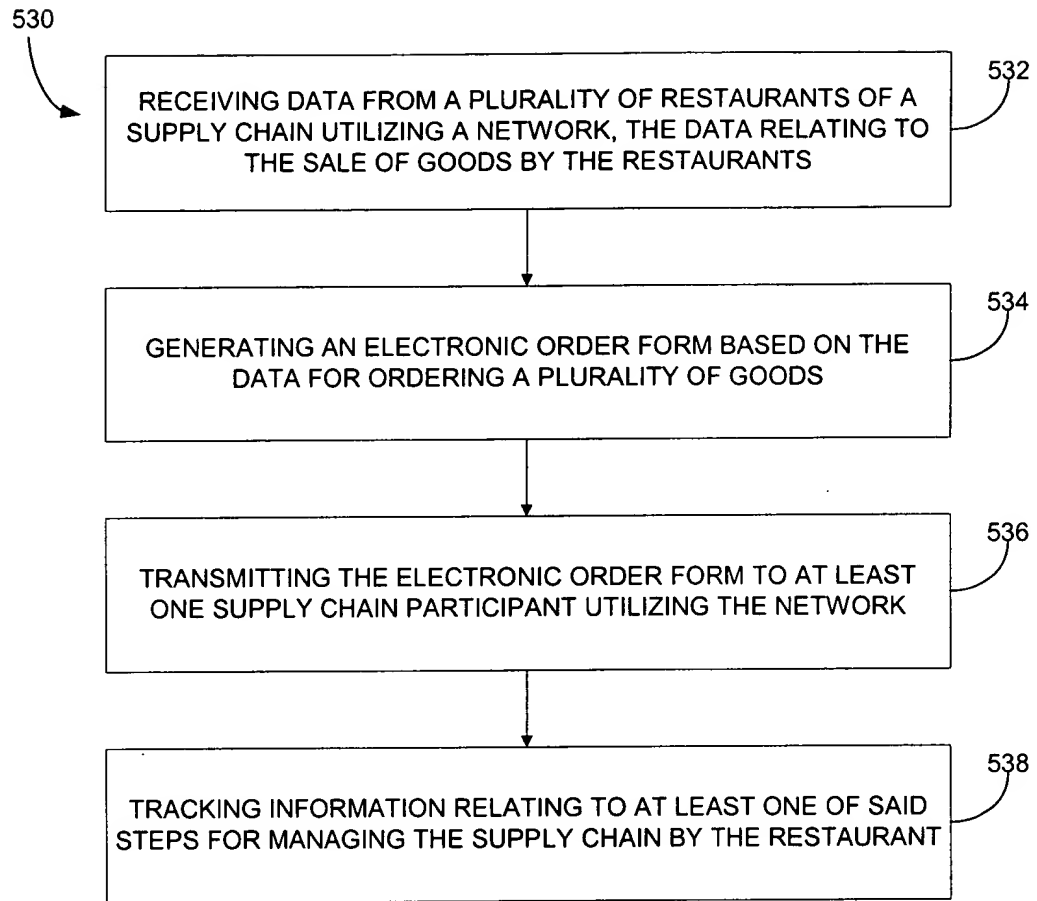 530
532
RECEIVING DATA FROM A PLURALITY OF RESTAURANTS OF A
SUPPLY CHAIN UTILIZING A NETWORK, THE DATA RELATING TO
THE SALE OF GOODS BY THE RESTAURANTS
534
GENERATING AN ELECTRONIC ORDER FORM BASED ON THE
DATA FOR ORDERING A PLURALITY OF GOODS
536
TRANSMITTING THE ELECTRONIC ORDER FORM TO AT LEAST
ONE SUPPLY CHAIN PARTICIPANT UTILIZING THE NETWORK
538
TRACKING INFORMATION RELATING TO AT LEAST ONE OF SAID
STEPS FOR MANAGING THE SUPPLY CHAIN BY THE RESTAURANT